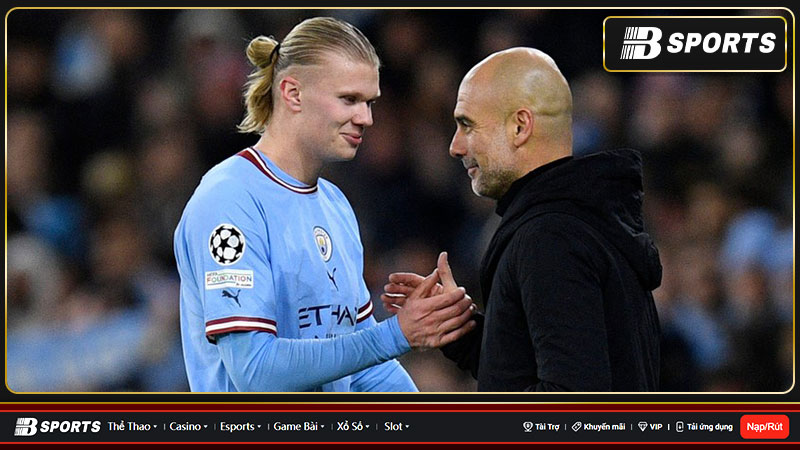 B SPORTS
FOUNDATION
ETIHAD
B SPORTS Thể Thao Casino Esports Game Bài Xổ Số Slot Tài Trợ | Khuyến mãi | VIP | Tải ứng dụng Nạp/Rút